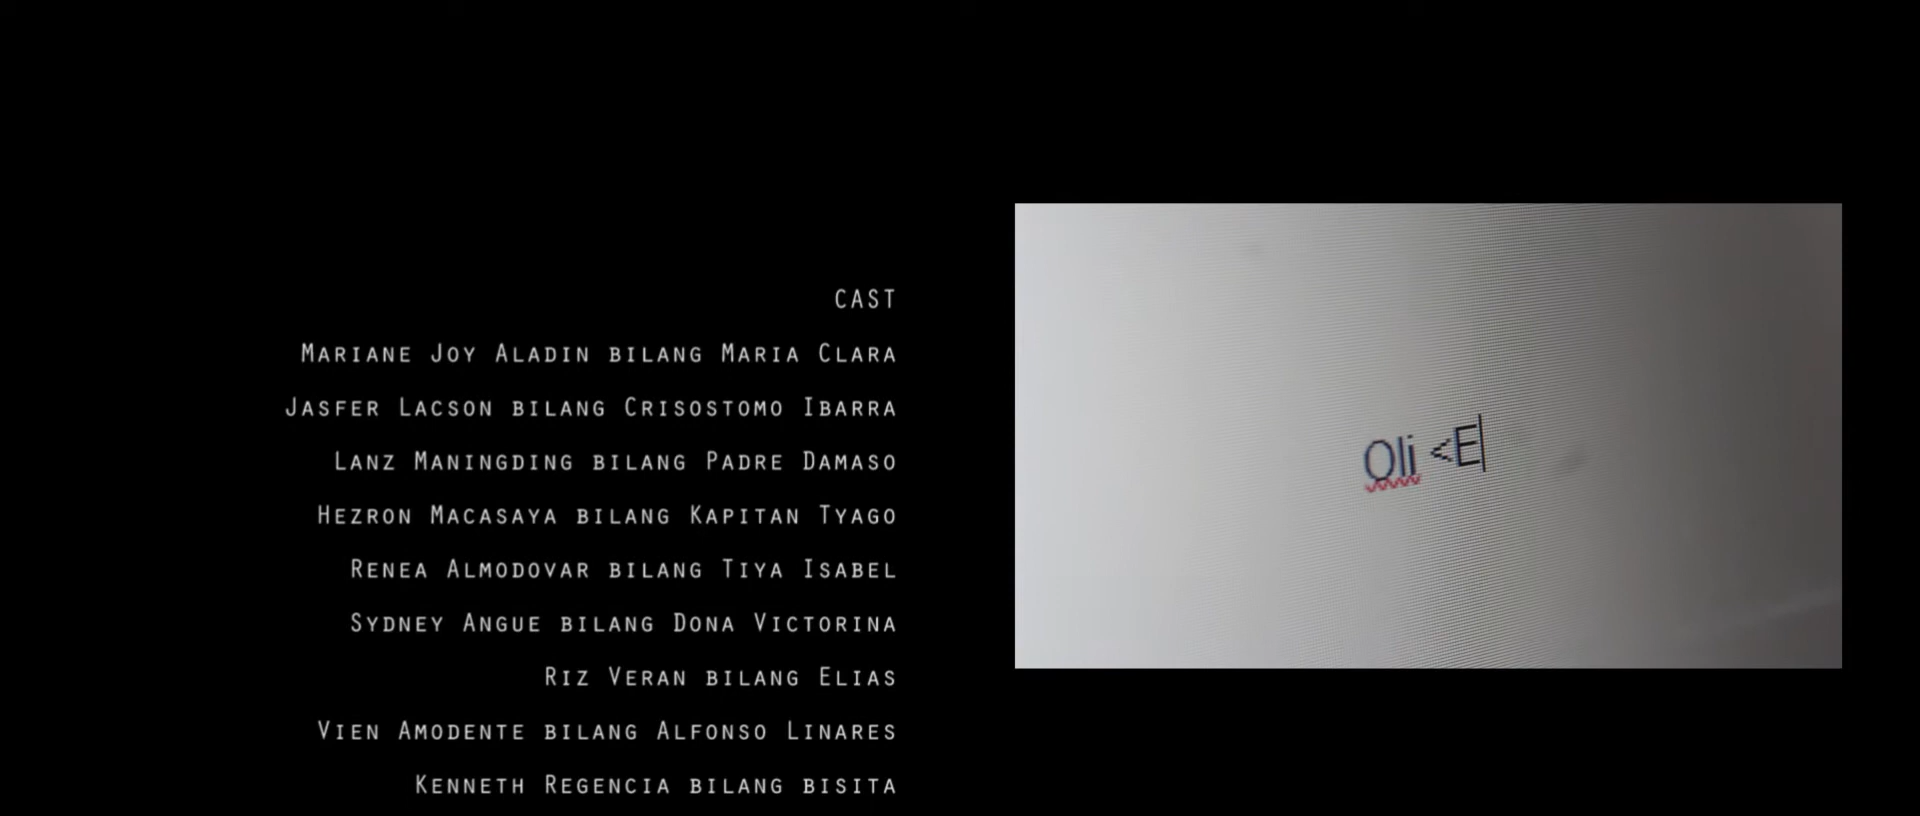 CAST
MARIANE JOY ALADIN BILANG MARIA CLARA
JASFER LACSON BILANG CRISOSTOMO IBARRA
LANZ MANINGDING BILANG PADRE DAMASO
HEZRON MACASAYA BILANG KAPITAN TYAGO
RENEA ALMODOVAR BILANG TIYA ISABEL
SYDNEY ANGUE BILANG DONA VICTORINA
RIZ VERAN BILANG ELIAS
VIEN AMODENTE BILANG ALFONSO LINARES
KENNETH REGENCIA BILANG BISITA
Oli <E